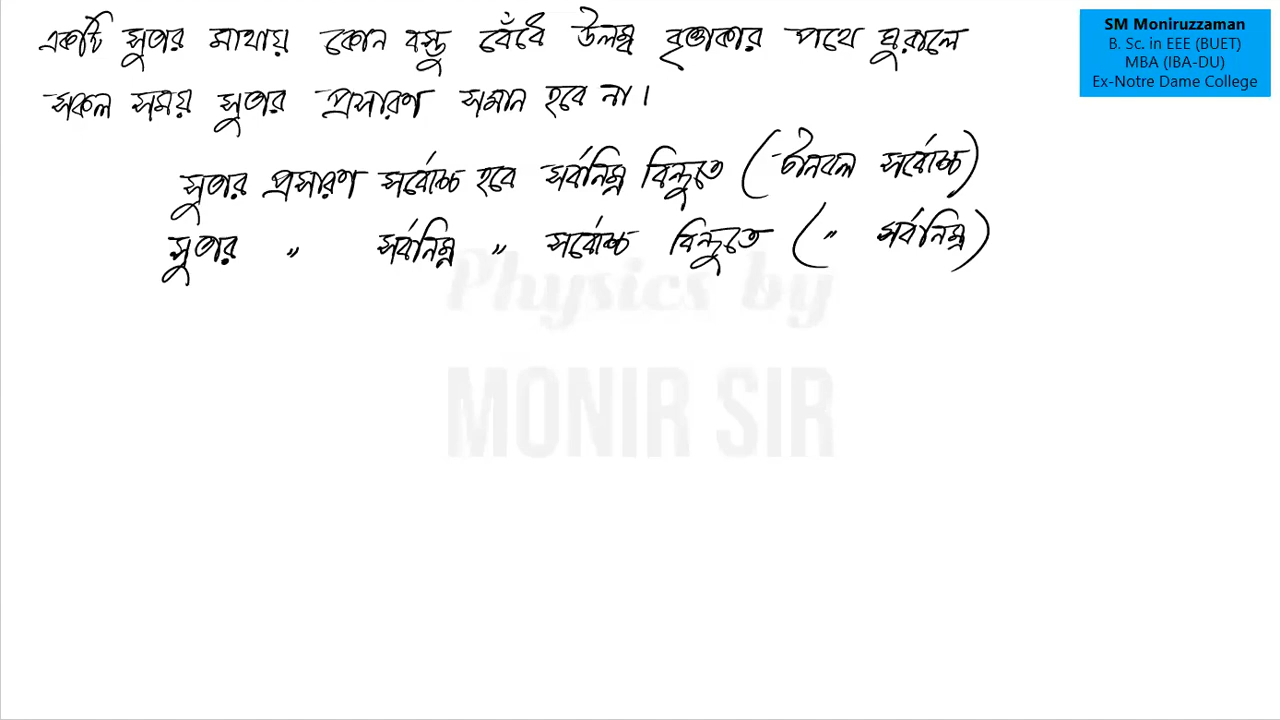 একটি সুতার মাথায় কোন বস্তু বেঁধে উলম্ব বৃত্তাকার পথে ঘুরালে
সকল সময় সুতার প্রসারণ সমান হবে না।
সুতার প্রসারণ সর্বোচ্চ হবে সর্বনিম্ন বিন্দুতে (টানবল সর্বোচ্চ)
সুতার " সর্বনিম্ন " সর্বোচ্চ বিন্দুতে (" সর্বনিম্ন)
SM Moniruzzaman
B. Sc. in EEE (BUET)
MBA (IBA-DU)
Ex-Notre Dame College
Physics by
MONIR SIR